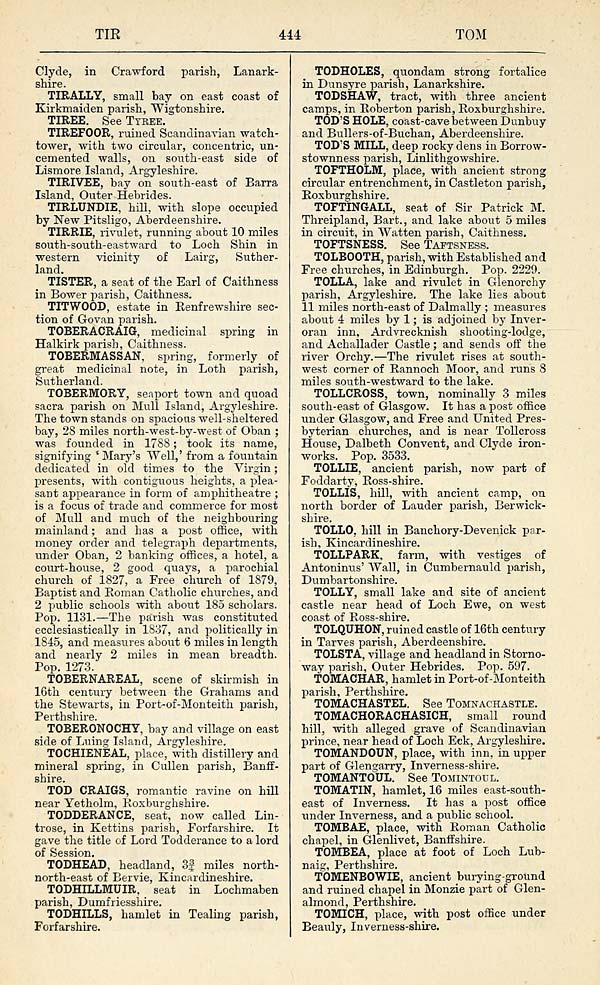 TIR 444 TOM
Clyde, in Crawford parish, Lanark-
shire.
TIRALLY, small bay on east coast of
Kirkmaiden parish, Wigtonshire.
TIREE. See TYREE.
TIREFOOR, ruined Scandinavian watch-
tower, with two circular, concentric, un-
cemented walls, on south-east side of
Lismore Island, Argyleshire.
TIRIVEE, bay on south-east of Barra
Island, Outer Hebrides.
TIRLUNDIE, hill, with slope occupied
by New Pitsligo, Aberdeenshire.
TIRRIE, rivulet, running about 10 miles
south-south-eastward to Loch Shin in
western vicinity of Lairg, Suther-
land.
TISTER, a seat of the Earl of Caithness
in Bower parish, Caithness.
TITWOOD, estate in Renfrewshire sec-
tion of Govan parish.
TOBERACRAIG, medicinal spring in
Halkirk parish, Caithness.
TOBERMASSAN, spring, formerly of
great medicinal note, in Loth parish,
Sutherland.
TOBERMORY, seaport town and quoad
sacra parish on Mull Island, Argyleshire.
The town stands on spacious well-sheltered
bay, 28 miles north-west-by-west of Oban ;
was founded in 1788 ; took its name,
signifying ‘ Mary's Well,’ from a fountain
dedicated in old times to the Virgin ;
presents, with contiguous heights, a plea-
sant appearance in form of amphitheatre ;
is a focus of trade and commerce for most
of Mull and much of the neighbouring
mainland ; and has a post office, with
money order and telegraph departments,
under Oban, 2 banking offices, a hotel, a
court-house, 2 good quays, a parochial
church of 1827, a Free church of 1879,
Baptist and Roman Catholic churches, and
2 public schools with about 185 scholars.
Pop. 1131.—The parish was constituted
ecclesiastically in 1837, and politically in
1845, and measures about 6 miles in length
and nearly 2 miles in mean breadth.
Pop. 1273.
TOBERNAREAL, scene of skirmish in
16th century between the Grahams and
the Stewarts, in Port-of-Monteith parish,
Perthshire.
TOBERONOCHY, bay and village on east
side of Luing Island, Argyleshire.
TOCHIENEAL, place, with distillery and
mineral spring, in Cullen parish, Banff-
shire.
TOD CRAIGS, romantic ravine on hill
near Yetholm, Roxburghshire.
TODDERANCE, seat, now called Lin-
trose, in Kettins parish, Forfarshire. It
gave the title of Lord Todderance to a lord
of Session.
TODHEAD, headland, 3¾ miles north-
north-east of Bervie, Kincardineshire.
TODHILLMUIR, seat in Lochmaben
parish, Dumfriesshire.
TODHILLS, hamlet in Tealing parish,
Forfarshire.
TODHOLES, quondam strong fortalice
in Dunsyre parish, Lanarkshire.
TODSHAW, tract, with three ancient
camps, in Roberton parish, Roxburghshire.
TOD'S HOLE, coast-cave between Dunbuy
and Bullers-of-Buchan, Aberdeenshire.
TOD'S MILL, deep rocky dens in Borrow-
stownness parish, Linlithgowshire.
TOFTHOLM, place, with ancient strong
circular entrenchment, in Castleton parish,
Roxburghshire.
TOFTINGALL, seat of Sir Patrick M.
Threipland, Bart., and lake about 5 miles
in circuit, in Watten parish, Caithness.
TOFTSNESS. See TAFTSNESS.
TOLBOOTH, parish, with Established and
Free churches, in Edinburgh. Pop. 2229.
TOLLA, lake and rivulet in Glenorchy
parish, Argyleshire. The lake lies about
11 miles north-east of Dalmally ; measures
about 4 miles by 1 ; is adjoined by Inver-
oran inn, Ardvrecknish shooting-lodge,
and Achallader Castle ; and sends off the
river Orchy.—The rivulet rises at south-
west corner of Rannoch Moor, and runs 8
miles south-westward to the lake.
TOLLCROSS, town, nominally 3 miles
south-east of Glasgow. It has a post office
under Glasgow, and Free and United Pres-
byterian churches, and is near Tollcross
House, Dalbeth Convent, and Clyde iron-
works. Pop. 3533.
TOLLIE, ancient parish, now part of
Foddarty, Ross-shire.
TOLLIS, hill, with ancient camp, on
north border of Lauder parish, Berwick-
shire.
TOLLO, hill in Banchory-Devenick par-
ish, Kincardineshire.
TOLLPARK, farm, with vestiges of
Antoninus' Wall, in Cumbernauld parish,
Dumbartonshire.
TOLLY, small lake and site of ancient
castle near head of Loch Ewe, on west
coast of Ross-shire.
TOLQUHON, ruined castle of 16th century
in Tarves parish, Aberdeenshire.
TOLSTA, village and headland in Storno-
way parish, Outer Hebrides. Pop. 597.
TOMACHAR, hamlet in Port-of-Monteith
parish, Perthshire.
TOMACHASTEL. See TOMNACHASTLE.
TOMACHORACHASICH, small round
hill, with alleged grave of Scandinavian
prince, near head of Loch Eck, Argyleshire.
TOMANDOUN, place, with inn, in upper
part of Glengarry, Inverness-shire.
TOMANTOUL. See TOMINTOUL.
TOMATIN, hamlet, 16 miles east-south-
east of Inverness. It has a post office
under Inverness, and a public school.
TOMBAE, place, with Roman Catholic
chapel, in Glenlivet, Banffshire.
TOMBEA, place at foot of Loch Lub-
naig, Perthshire.
TOMENBOWIE, ancient burying-ground
and ruined chapel in Monzie part of Glen-
almond, Perthshire.
TOMICH, place, with post office under
Beauly, Inverness-shire.